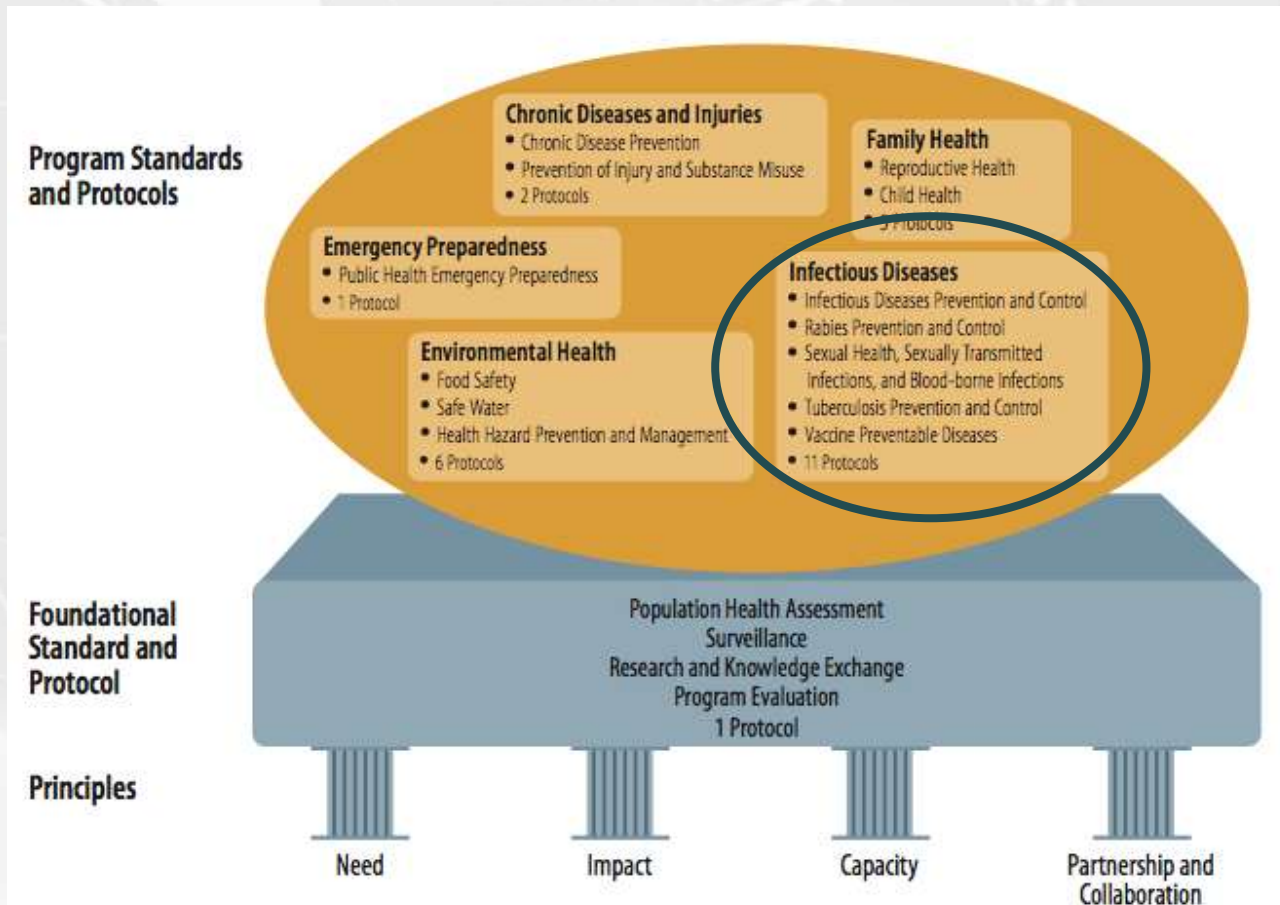 Program Standards
and Protocols
Chronic Diseases and Injuries
• Chronic Disease Prevention
• Prevention of Injury and Substance Misuse
• 2 Protocols
Family Health
• Reproductive Health
• Child Health
• Protocols
Emergency Preparedness
• Public Health Emergency Preparedness
• 1 Protocol
Infectious Diseases
• Infectious Diseases Prevention and Control
• Rabies Prevention and Control
• Sexual Health, Sexually Transmitted
Infections, and Blood-borne Infections
• Tuberculosis Prevention and Control
• Vaccine Preventable Diseases
• 11 Protocols
Environmental Health
• Food Safety
• Safe Water
• Health Hazard Prevention and Management
• 6 Protocols
Foundational
Standard and
Protocol
Population Health Assessment
Surveillance
Research and Knowledge Exchange
Program Evaluation
1 Protocol
Principles
Need
Impact
Capacity
Partnership and
Collaboration